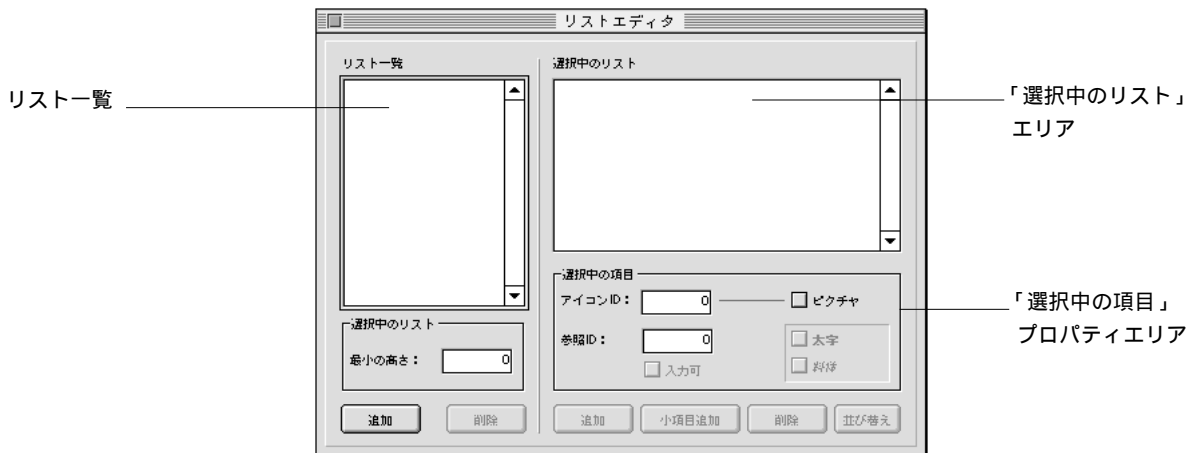 リストエディタ
リスト一覧
選択中のリスト
リスト一覧
「選択中のリスト」
エリア
選択中の項目
アイコンID：
0
ピクチャ
「選択中の項目」
プロパティエリア
選択中のリスト
参照ID：
0
太字
最小の高さ：
0
入力可
斜体
追加
削除
追加
小項目追加
削除
並び替え